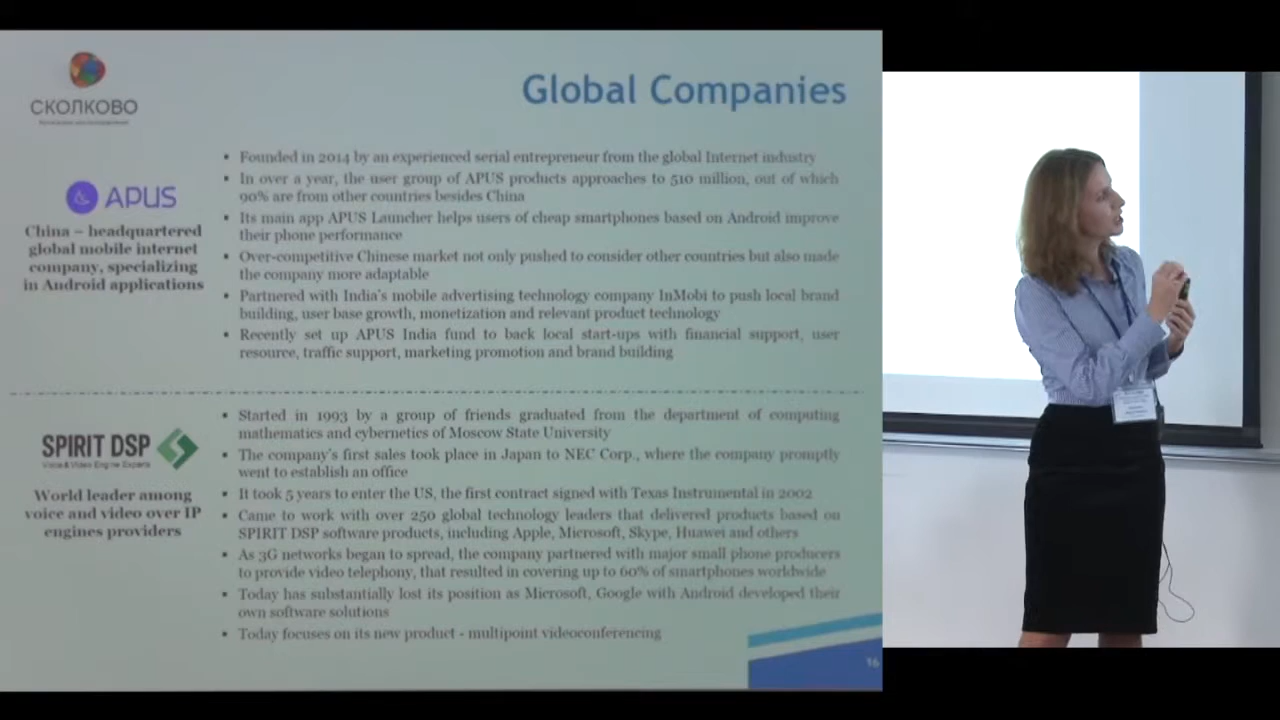 СКОЛКОВО
Global Companies
APUS
China – headquartered
global mobile internet
company, specializing
in Android applications
▪ Founded in 2014 by an experienced serial entrepreneur from the global Internet industry
▪ In over a year, the user group of APUS products approaches to 510 million, out of which
90% are from other countries besides China
▪ Its main app APUS Launcher helps users of cheap smartphones based on Android improve
their phone performance
▪ Over-competitive Chinese market not only pushed to consider other countries but also made
the company more adaptable
▪ Partnered with India's mobile advertising technology company InMobi to push local brand
building, user base growth, monetization and relevant product technology
▪ Recently set up APUS India fund to back local start-ups with financial support, user
resource, traffic support, marketing promotion and brand building
SPIRIT DSP
Voice & Video Engine Experts
World leader among
voice and video over IP
engines providers
▪ Started in 1993 by a group of friends graduated from the department of computing
mathematics and cybernetics of Moscow State University
▪ The company's first sales took place in Japan to NEC Corp., where the company promptly
went to establish an office
▪ It took 5 years to enter the US, the first contract signed with Texas Instrumental in 2002
▪ Came to work with over 250 global technology leaders that delivered products based on
SPIRIT DSP software products, including Apple, Microsoft, Skype, Huawei and others
▪ As 3G networks began to spread, the company partnered with major small phone producers
to provide video telephony, that resulted in covering up to 60% of smartphones worldwide
▪ Today has substantially lost its position as Microsoft, Google with Android developed their
own software solutions
▪ Today focuses on its new product - multipoint videoconferencing
16